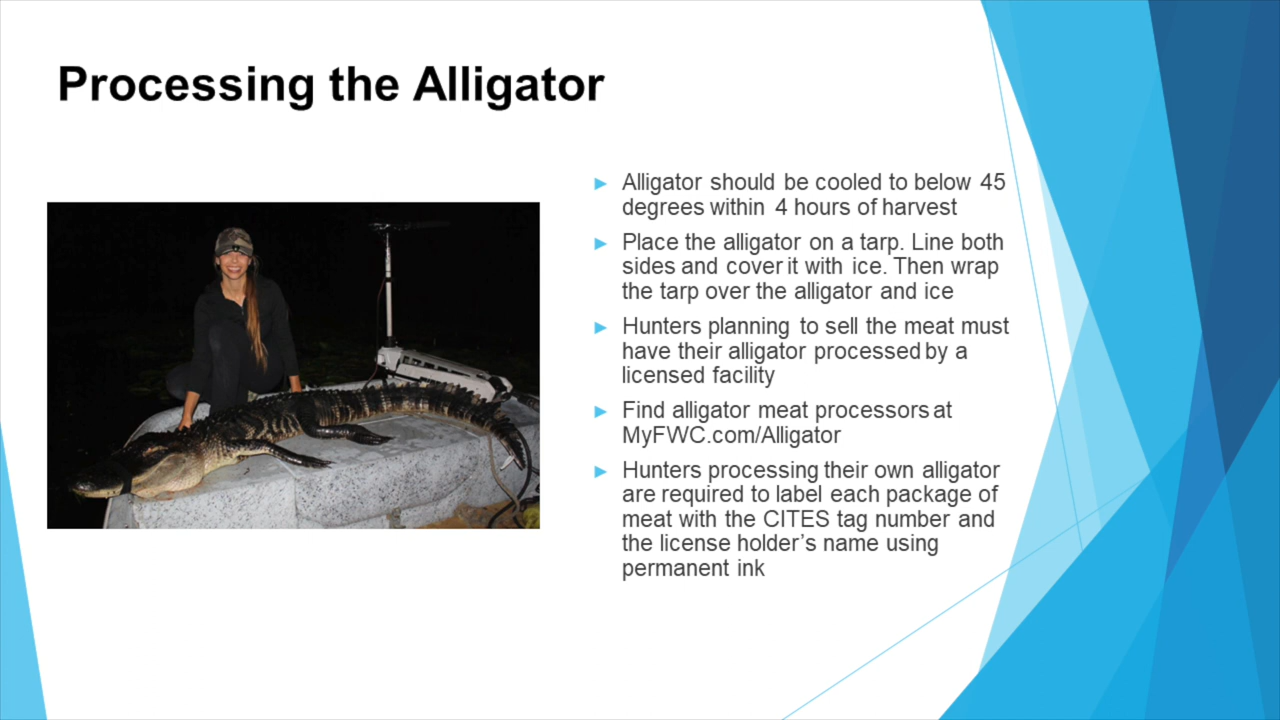 Processing the Alligator
Alligator should be cooled to below 45
degrees within 4 hours of harvest
Place the alligator on a tarp. Line both
sides and cover it with ice. Then wrap
the tarp over the alligator and ice
Hunters planning to sell the meat must
have their alligator processed by a
licensed facility
Find alligator meat processors at
MyFWC.com/Alligator
Hunters processing their own alligator
are required to label each package of
meat with the CITES tag number and
the license holder’s name using
permanent ink